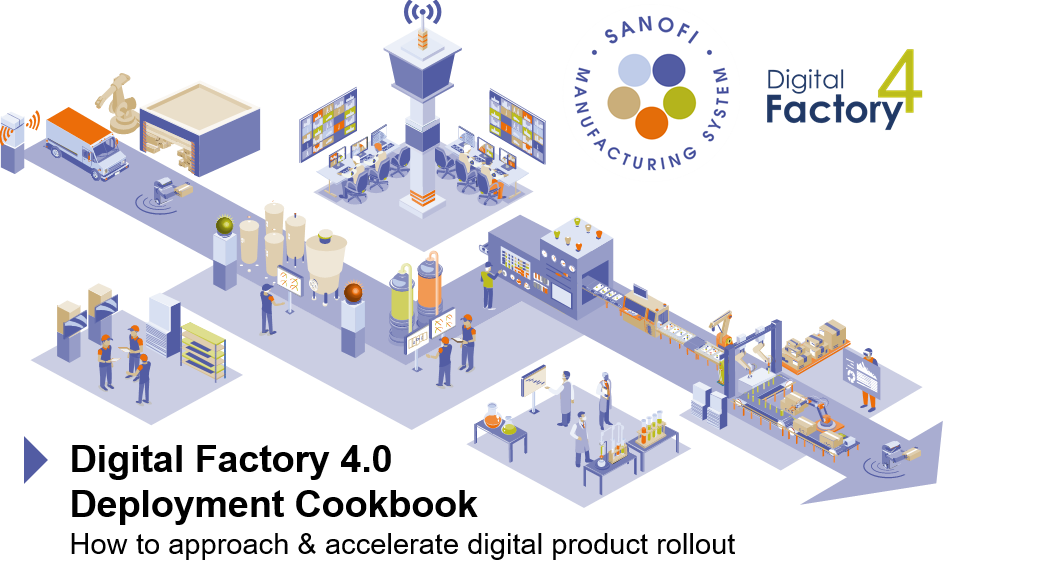 SANOFI
MANUFACTURING SYSTEM
Digital
Factory 4
Digital Factory 4.0
Deployment Cookbook
How to approach & accelerate digital product rollout